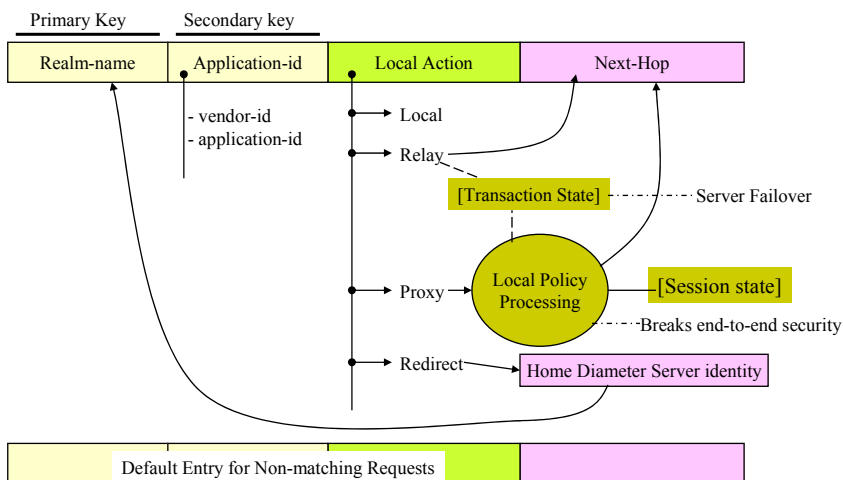 Primary Key
Secondary key
Realm-name
Application-id
Local Action
Next-Hop
- vendor-id
- application-id
Local
Relay
[Transaction State]
Server Failover
Proxy
Local Policy
Processing
[Session state]
Breaks end-to-end security
Redirect
Home Diameter Server identity
Default Entry for Non-matching Requests